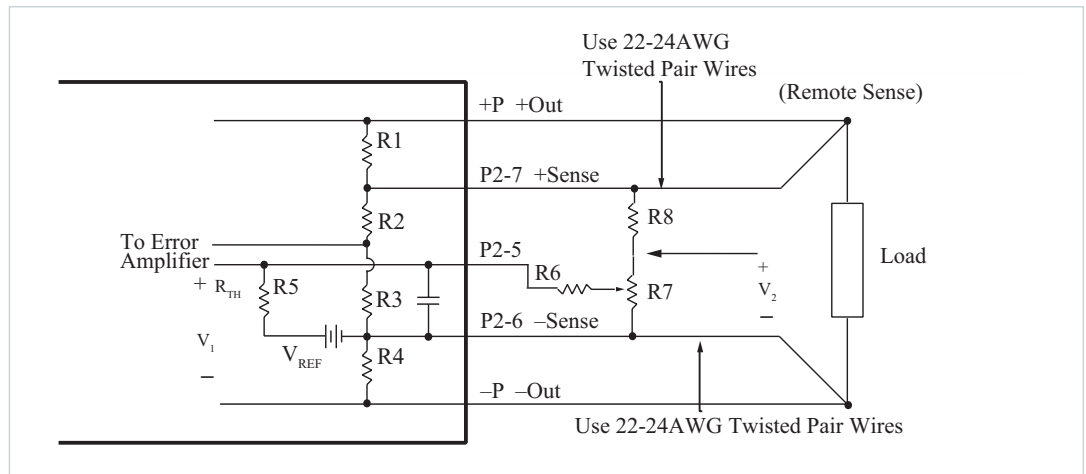 Use 22-24AWG
Twisted Pair Wires
(Remote Sense)
+P +Out
R1
P2-7 +Sense
R2
R8
To Error
Amplifier
P2-5
R6
+
R_TH
R5
R3
R7
+
V_2
–
Load
P2-6 –Sense
V_1
V_REF
R4
–
–P –Out
Use 22-24AWG Twisted Pair Wires